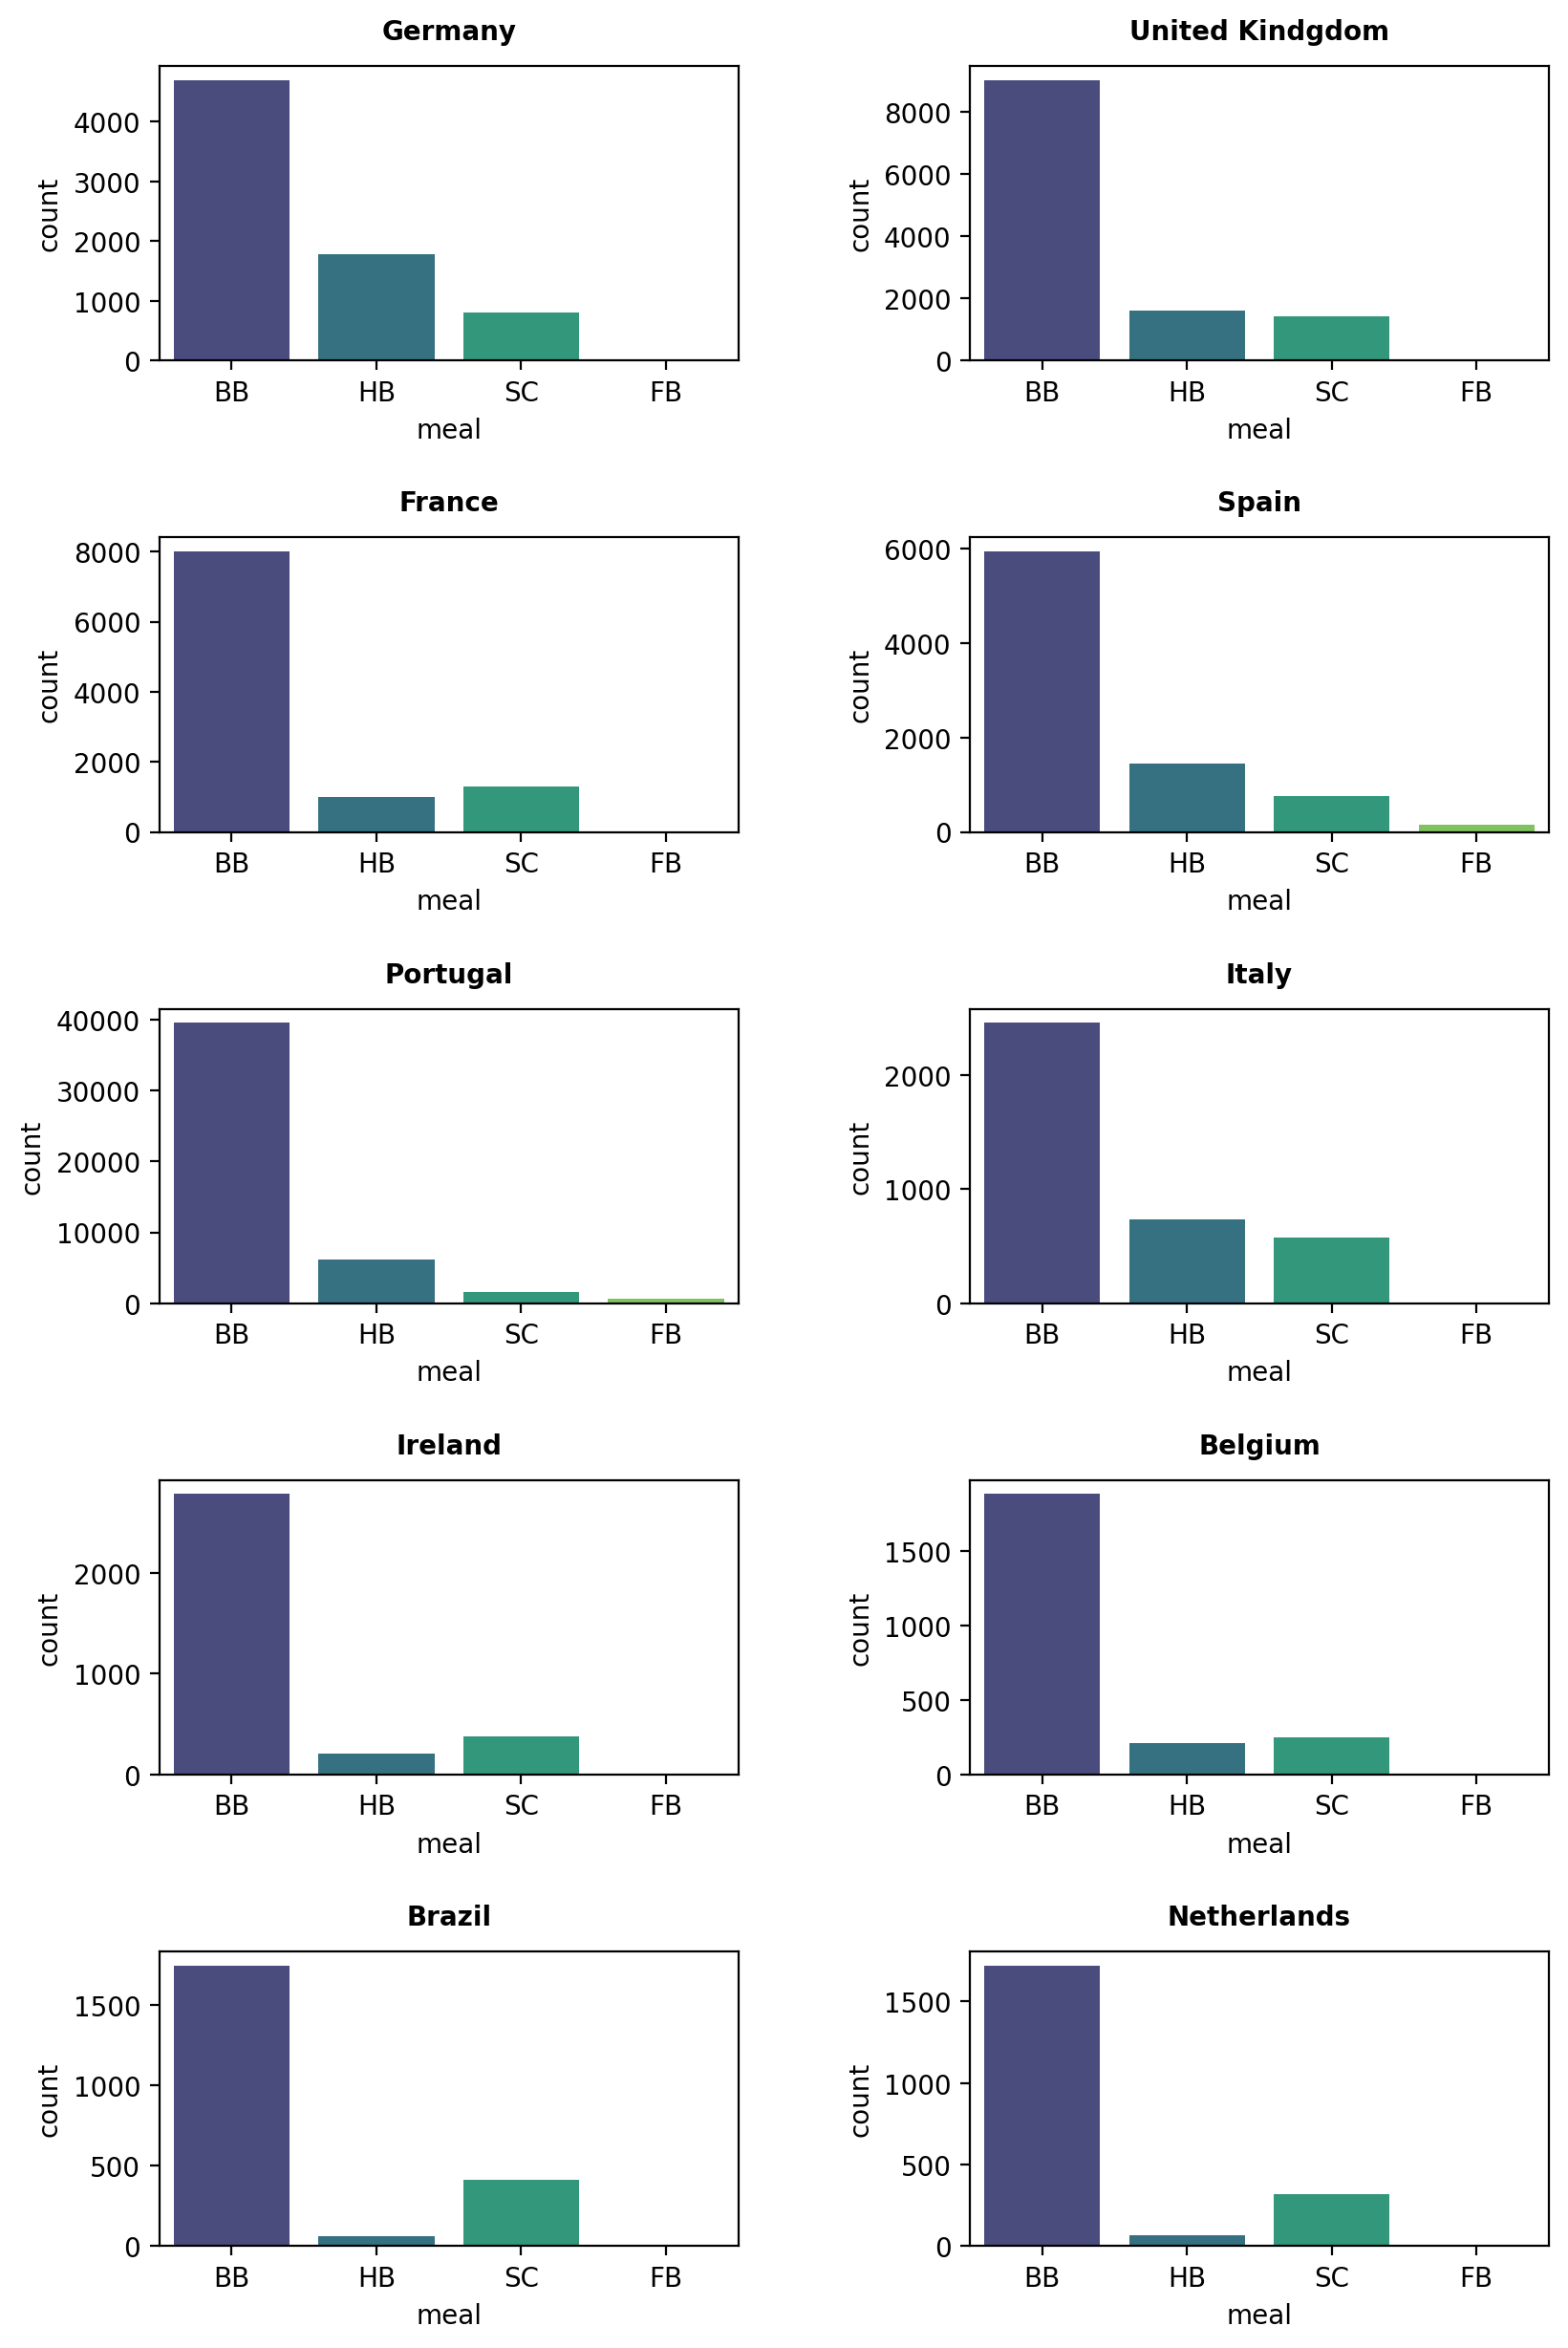 Germany
4000
3000
2000
1000
0
count
BB HB SC FB
meal
United Kindgdom
8000
6000
4000
2000
0
count
BB HB SC FB
meal
France
8000
6000
4000
2000
0
count
BB HB SC FB
meal
Spain
6000
4000
2000
0
count
BB HB SC FB
meal
Portugal
40000
30000
20000
10000
0
count
BB HB SC FB
meal
Italy
2000
1000
0
count
BB HB SC FB
meal
Ireland
2000
1000
0
count
BB HB SC FB
meal
Belgium
1500
1000
500
0
count
BB HB SC FB
meal
Brazil
1500
1000
500
0
count
BB HB SC FB
meal
Netherlands
1500
1000
500
0
count
BB HB SC FB
meal